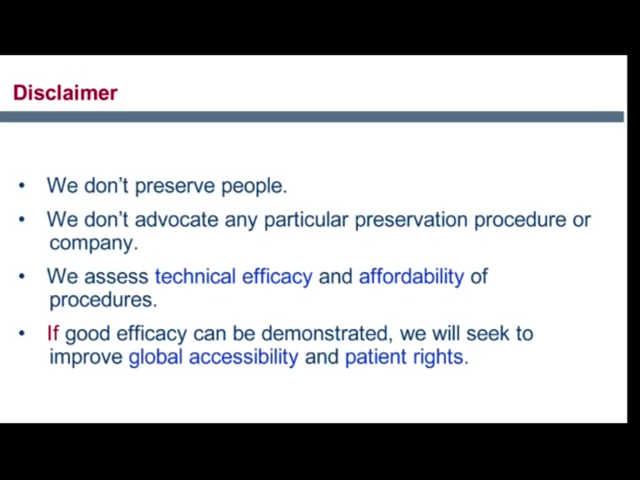 Disclaimer
• We don't preserve people.
• We don't advocate any particular preservation procedure or
company.
• We assess technical efficacy and affordability of
procedures.
• If good efficacy can be demonstrated, we will seek to
improve global accessibility and patient rights.